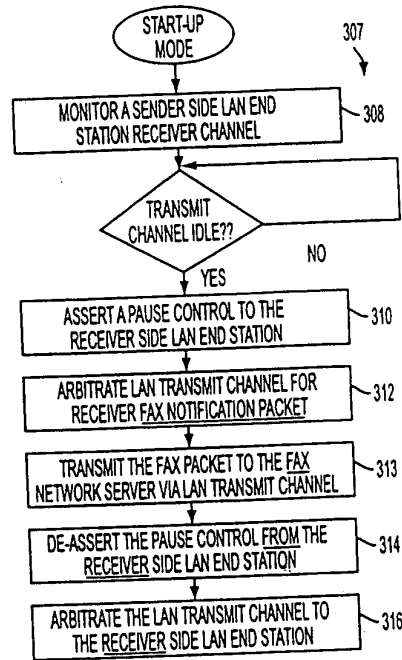 START-UP
MODE
307
MONITOR A SENDER SIDE LAN END
STATION RECEIVER CHANNEL
308
TRANSMIT
CHANNEL IDLE??
NO
YES
ASSERT A PAUSE CONTROL TO THE
RECEIVER SIDE LAN END STATION
310
ARBITRATE LAN TRANSMIT CHANNEL FOR
RECEIVER FAX NOTIFICATION PACKET
312
TRANSMIT THE FAX PACKET TO THE FAX
NETWORK SERVER VIA LAN TRANSMIT CHANNEL
313
DE-ASSERT THE PAUSE CONTROL FROM THE
RECEIVER SIDE LAN END STATION
314
ARBITRATE THE LAN TRANSMIT CHANNEL TO
THE RECEIVER SIDE LAN END STATION
316